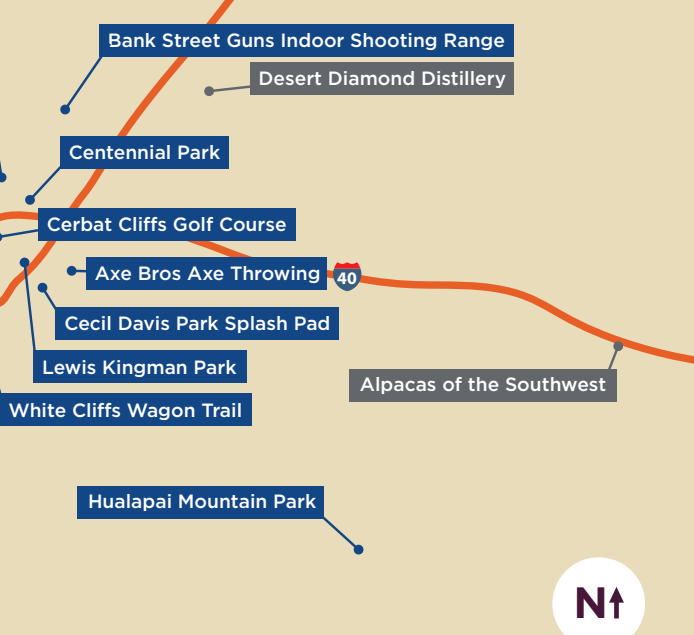 Bank Street Guns Indoor Shooting Range
Desert Diamond Distillery
Centennial Park
Cerbat Cliffs Golf Course
Axe Bros Axe Throwing
40
Cecil Davis Park Splash Pad
Lewis Kingman Park
Alpacas of the Southwest
White Cliffs Wagon Trail
Hualapai Mountain Park
N